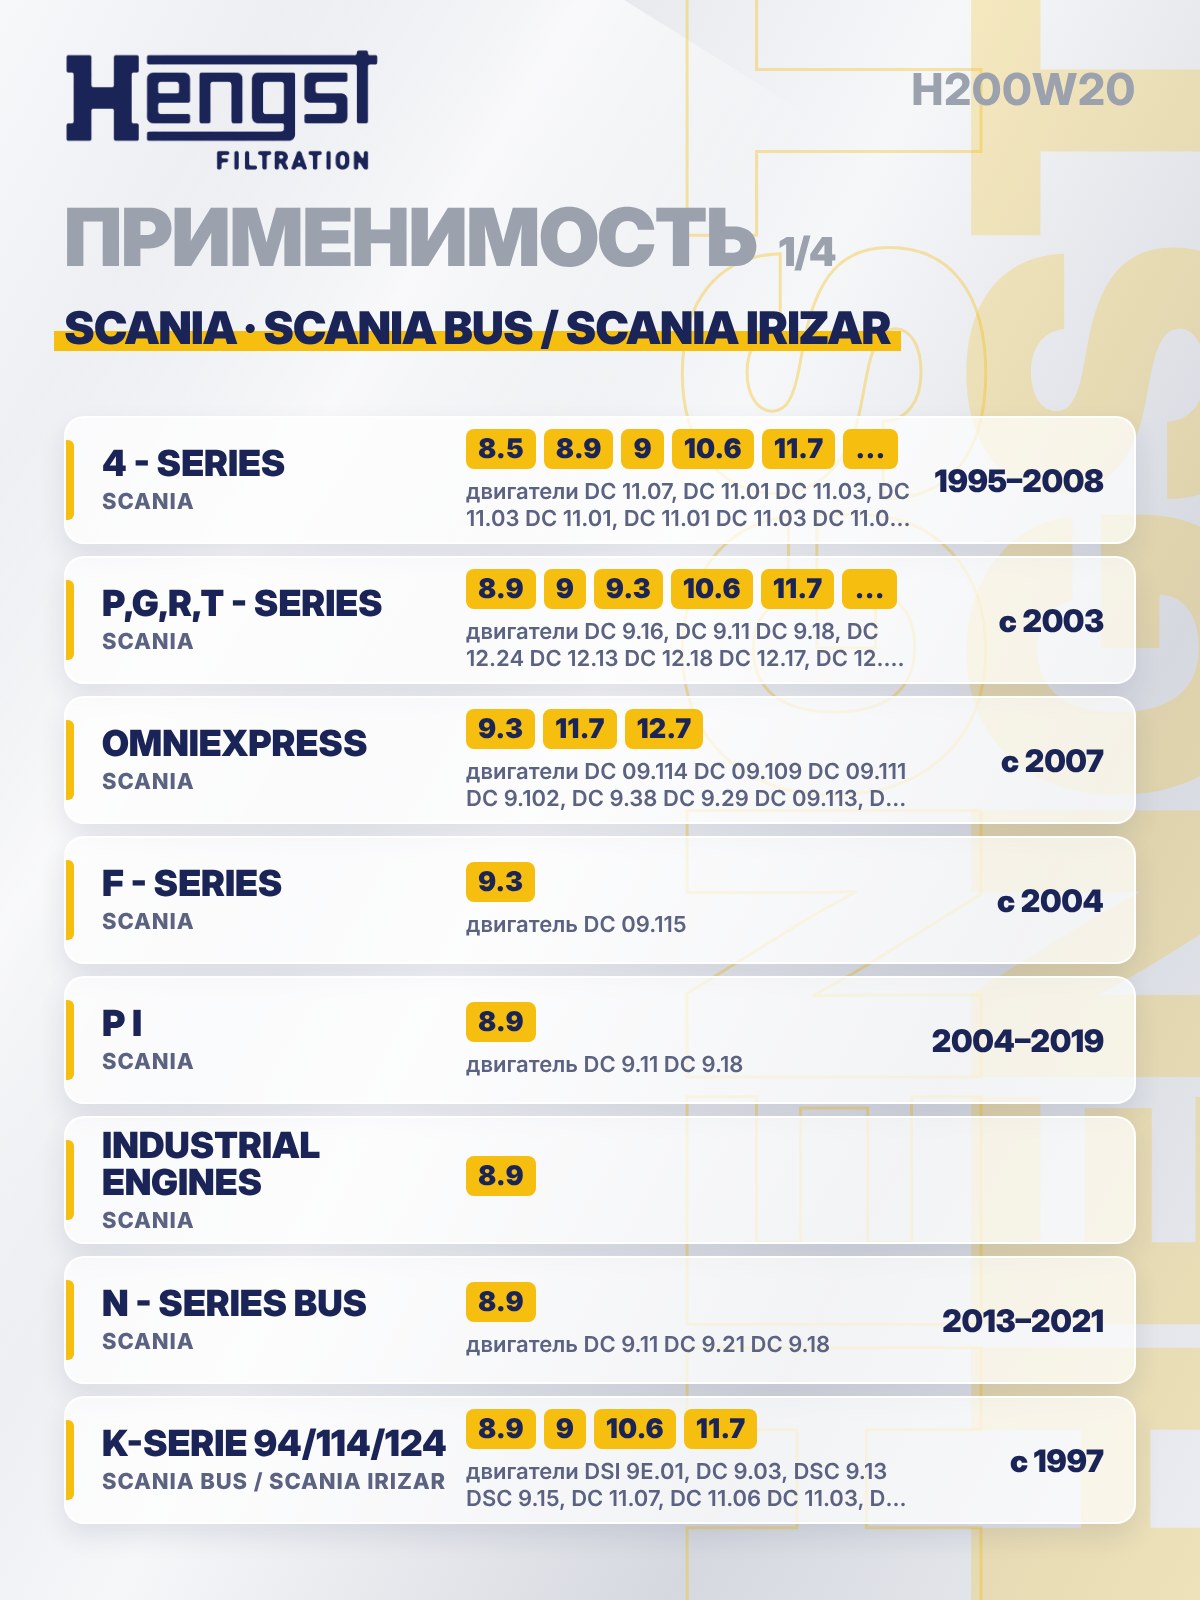 Hengst
FILTRATION
H200W20
ПРИМЕНИМОСТЬ 1/4
SCANIA · SCANIA BUS / SCANIA IRIZAR
4 - SERIES
SCANIA
8.5 8.9 9 10.6 11.7 ...
двигатели DC 11.07, DC 11.01 DC 11.03, DC
11.03 DC 11.01, DC 11.01 DC 11.03 DC 11.0...
1995–2008
P,G,R,T - SERIES
SCANIA
8.9 9 9.3 10.6 11.7 ...
двигатели DC 9.16, DC 9.11 DC 9.18, DC
12.24 DC 12.13 DC 12.18 DC 12.17, DC 12....
с 2003
OMNIEXPRESS
SCANIA
9.3 11.7 12.7
двигатели DC 09.114 DC 09.109 DC 09.111
DC 9.102, DC 9.38 DC 9.29 DC 09.113, D...
с 2007
F - SERIES
SCANIA
9.3
двигатель DC 09.115
с 2004
P I
SCANIA
8.9
двигатель DC 9.11 DC 9.18
2004–2019
INDUSTRIAL
ENGINES
SCANIA
8.9
N - SERIES BUS
SCANIA
8.9
двигатель DC 9.11 DC 9.21 DC 9.18
2013–2021
K-SERIE 94/114/124
SCANIA BUS / SCANIA IRIZAR
8.9 9 10.6 11.7
двигатели DSI 9E.01, DC 9.03, DSC 9.13
DSC 9.15, DC 11.07, DC 11.06 DC 11.03, D...
с 1997
HENGST
HENGST